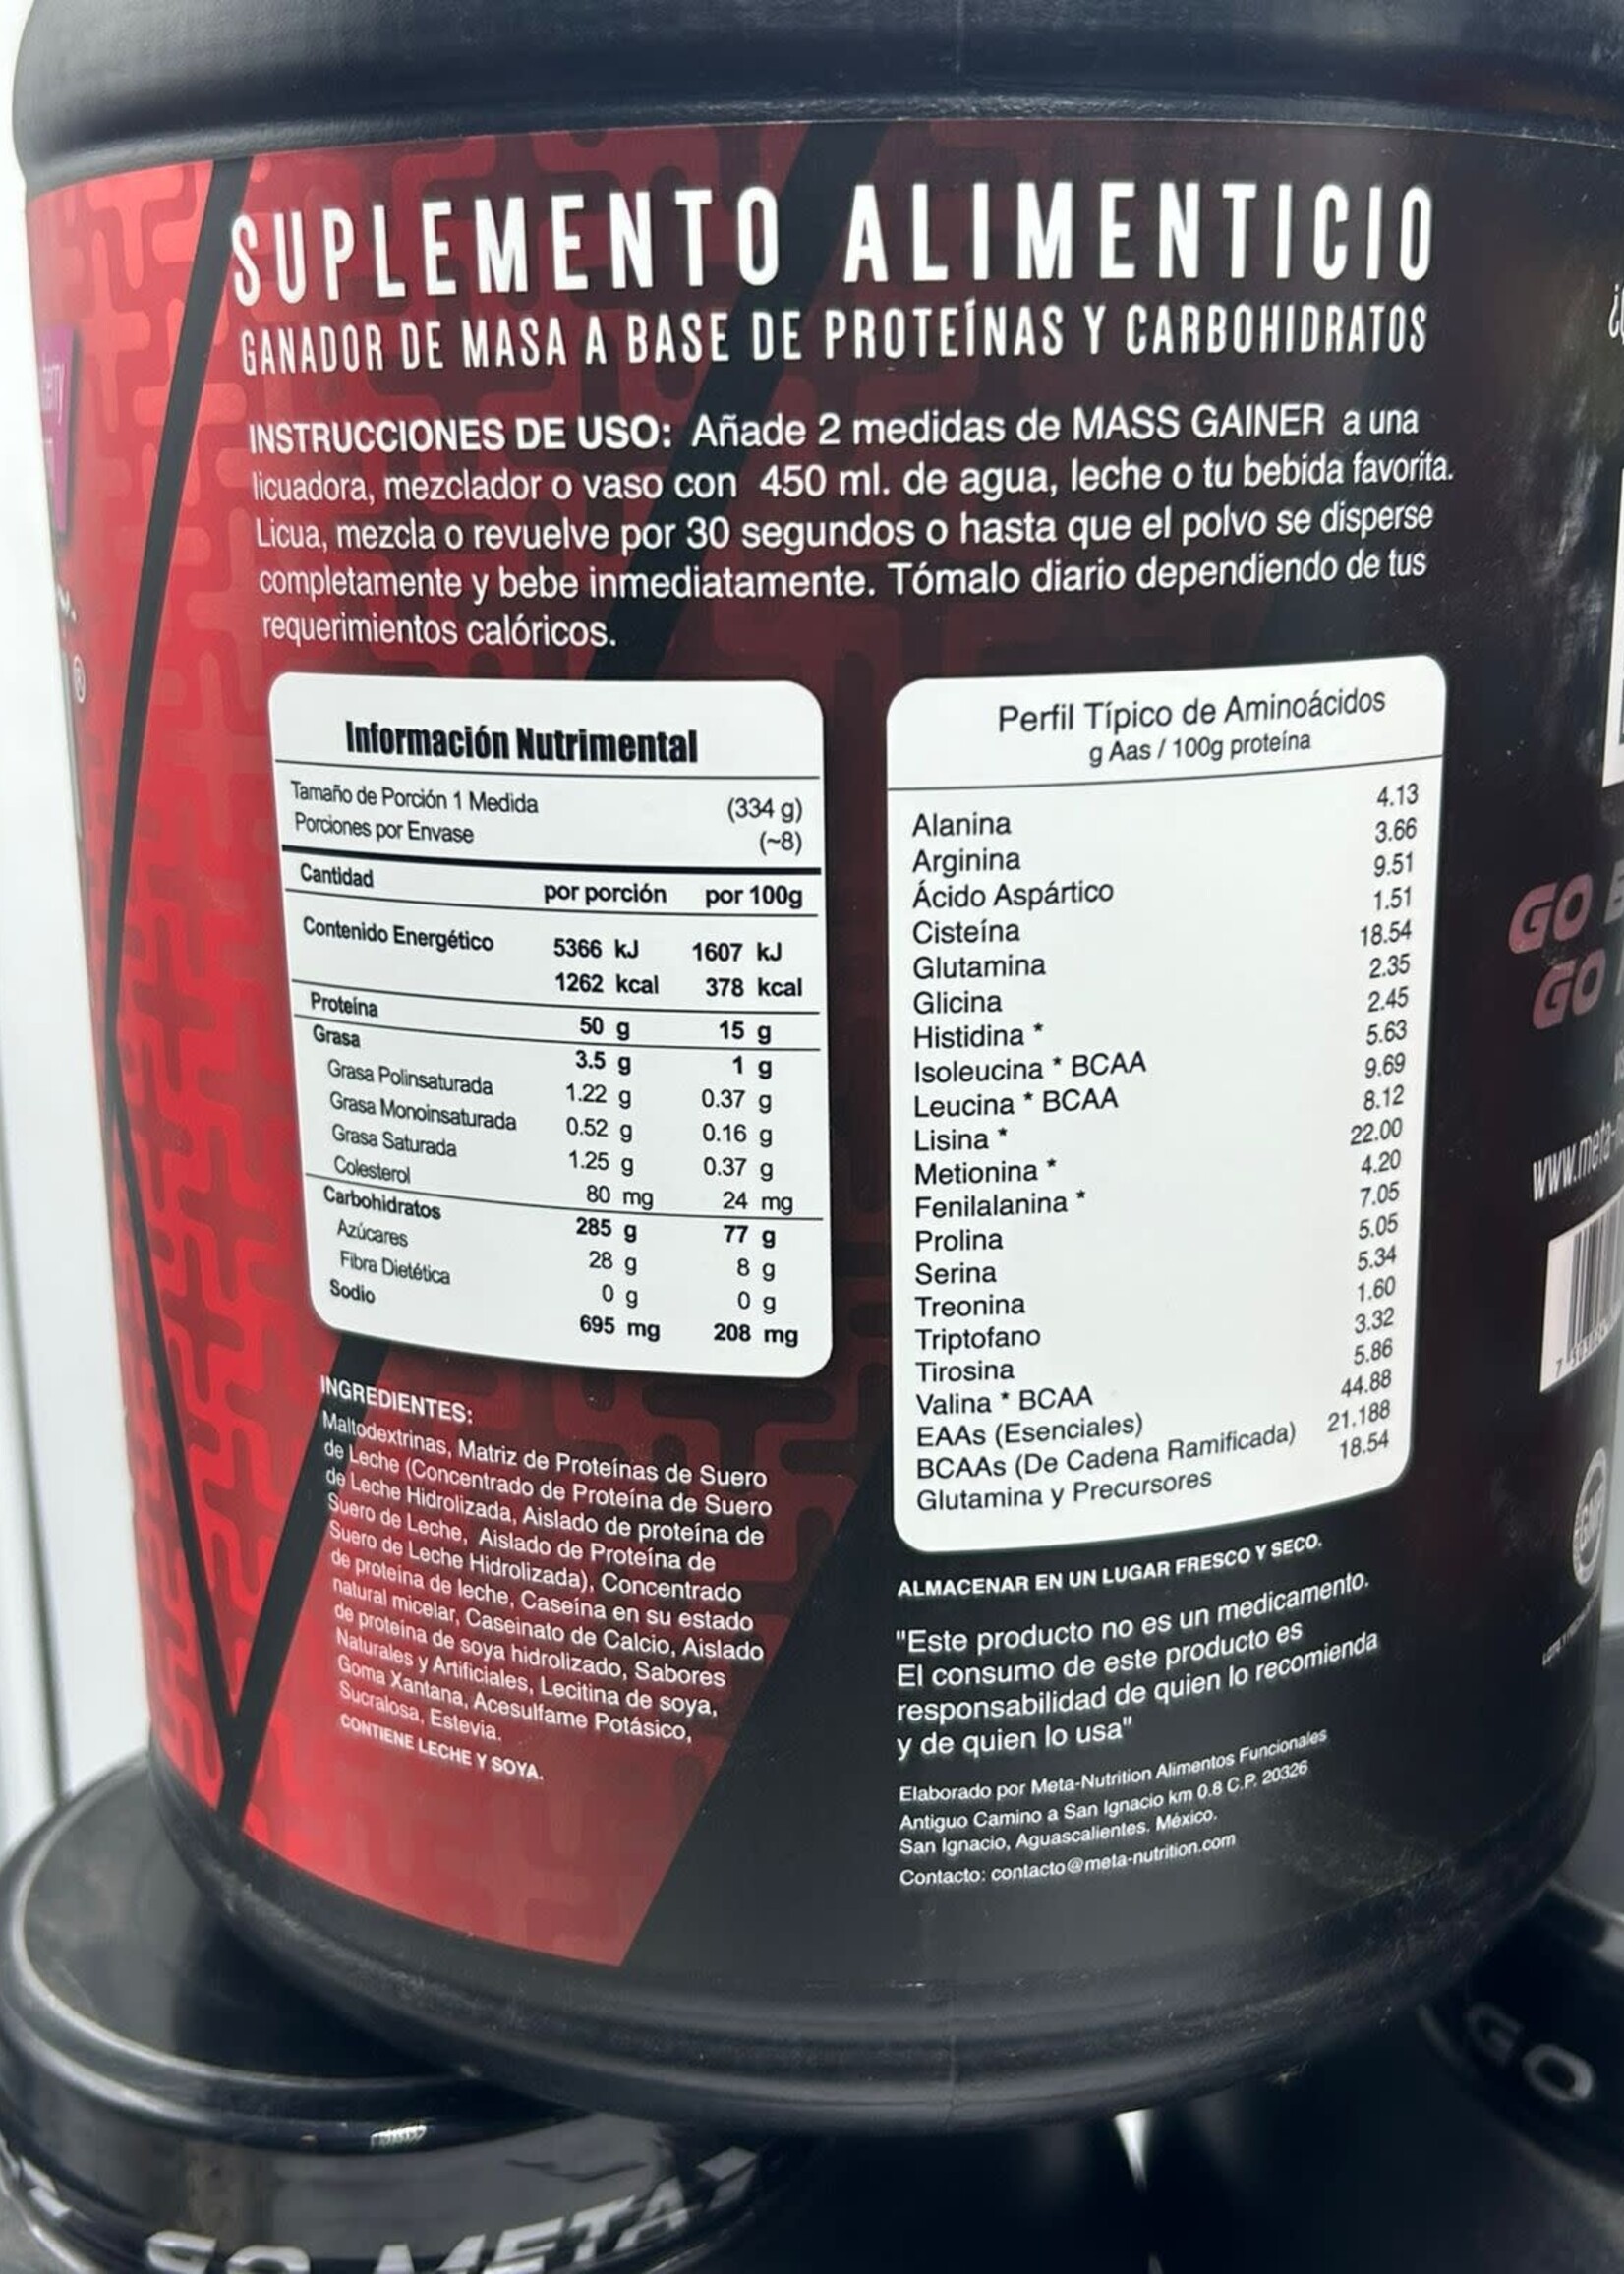 SUPLEMENTO ALIMENTICIO
GANADOR DE MASA A BASE DE PROTEÍNAS Y CARBOHIDRATOS
INSTRUCCIONES DE USO: Añade 2 medidas de MASS GAINER a una
licuadora, mezclador o vaso con 450 ml. de agua, leche o tu bebida favorita.
Licua, mezcla o revuelve por 30 segundos o hasta que el polvo se disperse
completamente y bebe inmediatamente. Tómalo diario dependiendo de tus
requerimientos calóricos.
Información Nutrimental
Tamaño de Porción 1 Medida (334 g)
Porciones por Envase (~8)
Cantidad por porción por 100g
Contenido Energético 5366 kJ 1607 kJ
1262 kcal 378 kcal
Proteína 50 g 15 g
Grasa 3.5 g 1 g
Grasa Polinsaturada 1.22 g 0.37 g
Grasa Monoinsaturada 0.52 g 0.16 g
Grasa Saturada 1.25 g 0.37 g
Colesterol 80 mg 24 mg
Carbohidratos 285 g 77 g
Azúcares 28 g 8 g
Fibra Dietética 0 g 0 g
Sodio 695 mg 208 mg
INGREDIENTES:
Maltodextrinas, Matriz de Proteínas de Suero
de Leche (Concentrado de Proteína de Suero
de Leche Hidrolizada, Aislado de proteína de
Suero de Leche, Aislado de Proteína de
Suero de Leche Hidrolizada), Concentrado
de proteína de leche, Caseína en su estado
natural micelar, Caseinato de Calcio, Aislado
de proteína de soya hidrolizado, Sabores
Naturales y Artificiales, Lecitina de soya,
Goma Xantana, Acesulfame Potásico,
Sucralosa, Estevia.
CONTIENE LECHE Y SOYA.
Perfil Típico de Aminoácidos
g Aas / 100g proteína
Alanina 4.13
Arginina 3.66
Ácido Aspártico 9.51
Cisteína 1.51
Glutamina 18.54
Glicina 2.35
Histidina * 2.45
Isoleucina * BCAA 5.63
Leucina * BCAA 9.69
Lisina * 8.12
Metionina * 22.00
Fenilalanina * 4.20
Prolina 7.05
Serina 5.05
Treonina 5.34
Triptofano 1.60
Tirosina 3.32
Valina * BCAA 5.86
EAAs (Esenciales) 44.88
BCAAs (De Cadena Ramificada) 21.188
Glutamina y Precursores 18.54
ALMACENAR EN UN LUGAR FRESCO Y SECO.
"Este producto no es un medicamento.
El consumo de este producto es
responsabilidad de quien lo recomienda
y de quien lo usa"
Elaborado por Meta-Nutrition Alimentos Funcionales
Antiguo Camino a San Ignacio km 0.8 C.P. 20326
San Ignacio, Aguascalientes. México.
Contacto: contacto@meta-nutrition.com
GO
GO
www.meta-
GO META
GO